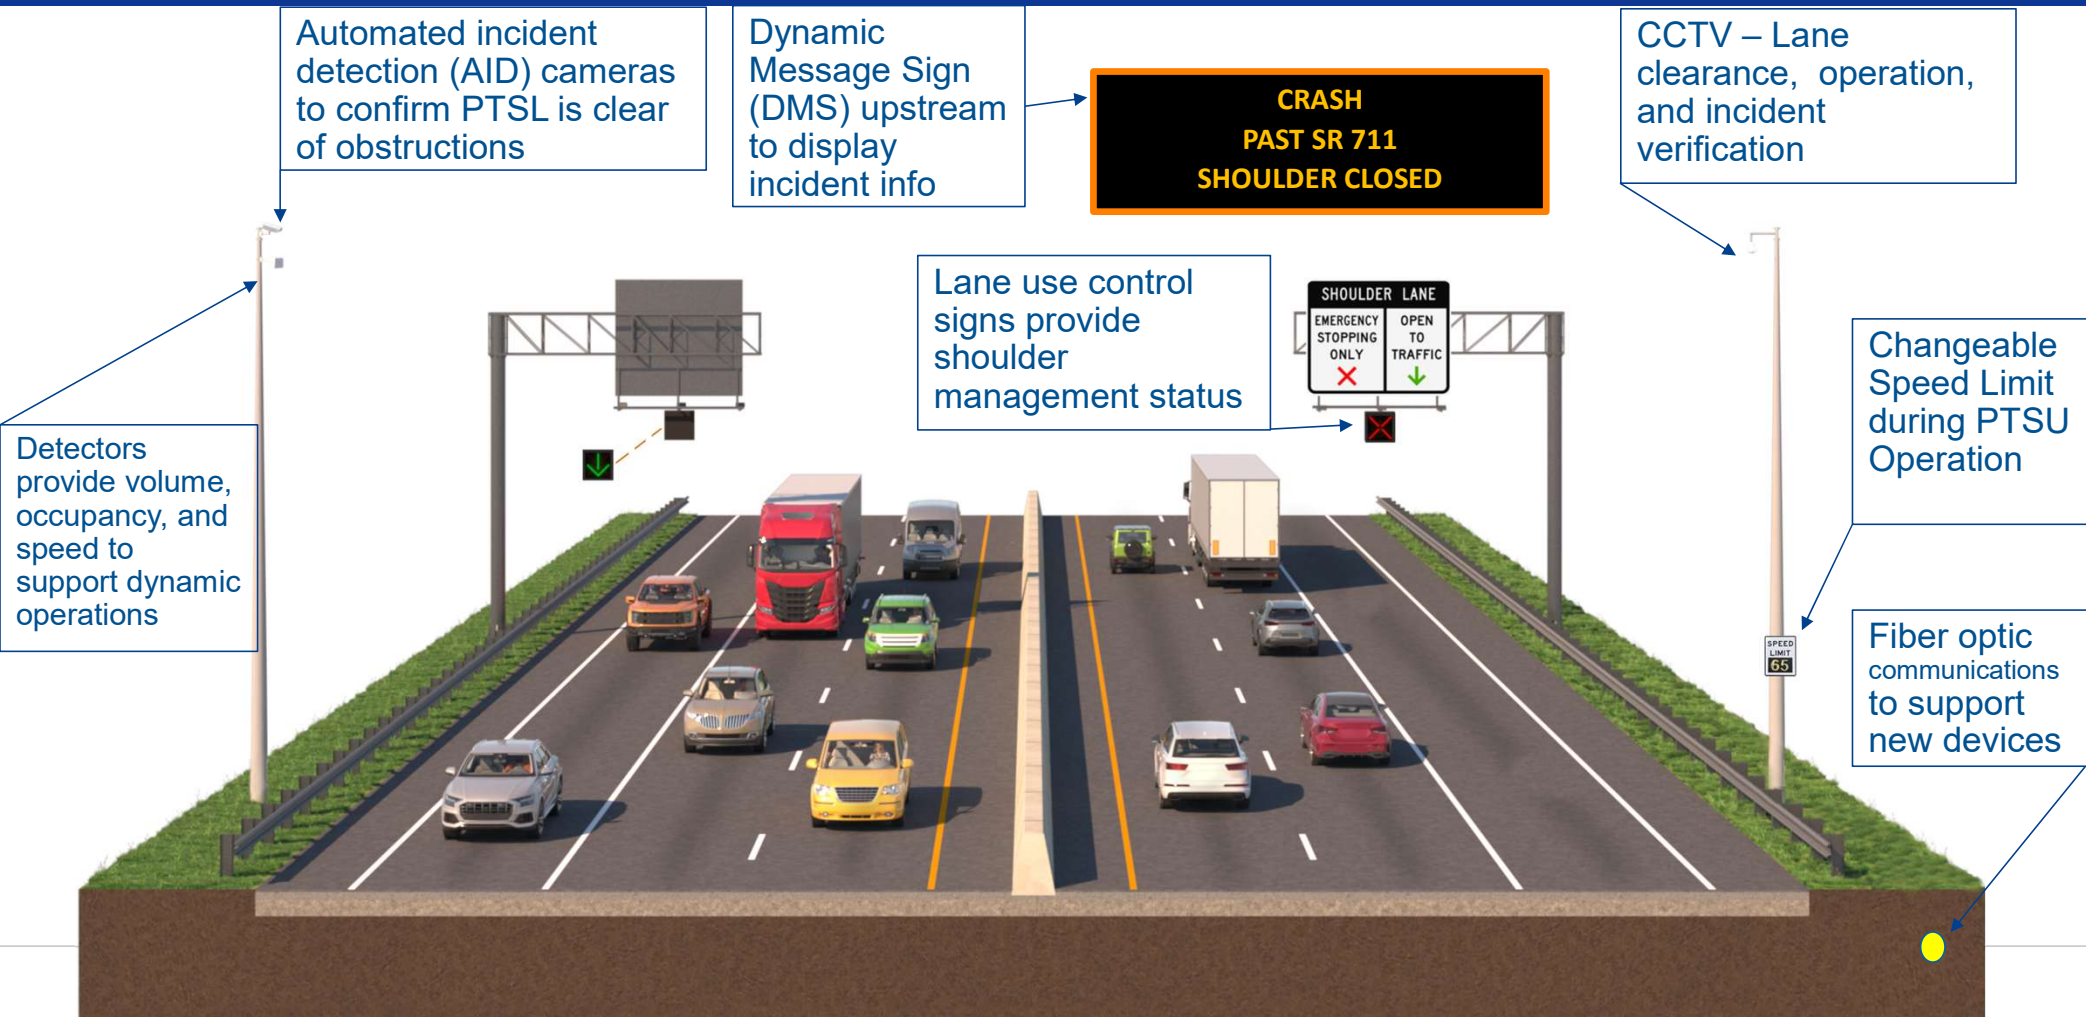 Automated incident
detection (AID) cameras
to confirm PTSL is clear
of obstructions
Dynamic
Message Sign
(DMS) upstream
to display
incident info
CRASH
PAST SR 711
SHOULDER CLOSED
CCTV – Lane
clearance, operation,
and incident
verification
Lane use control
signs provide
shoulder
management status
SHOULDER LANE
EMERGENCY
STOPPING
ONLY
OPEN
TO
TRAFFIC
Changeable
Speed Limit
during PTSU
Operation
Detectors
provide volume,
occupancy, and
speed to
support dynamic
operations
SPEED
LIMIT
65
Fiber optic
communications
to support
new devices